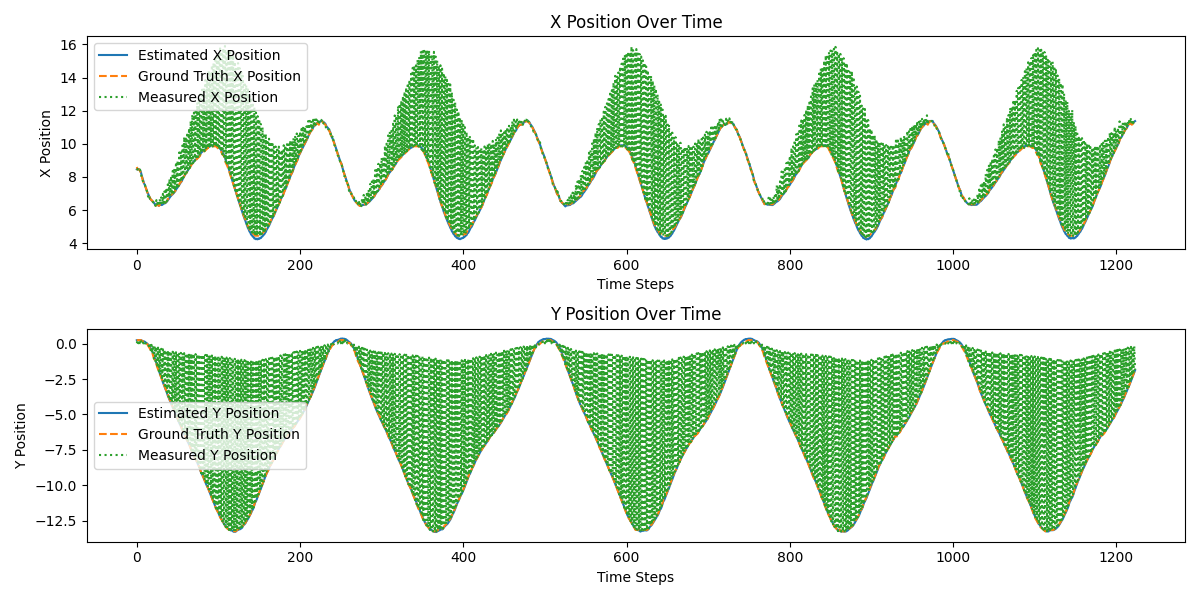 X Position Over Time
X Position
16
14
12
10
8
6
4
Estimated X Position
Ground Truth X Position
Measured X Position
0 200 400 600 800 1000 1200
Time Steps
Y Position Over Time
Y Position
0.0
−2.5
−5.0
−7.5
−10.0
−12.5
Estimated Y Position
Ground Truth Y Position
Measured Y Position
0 200 400 600 800 1000 1200
Time Steps